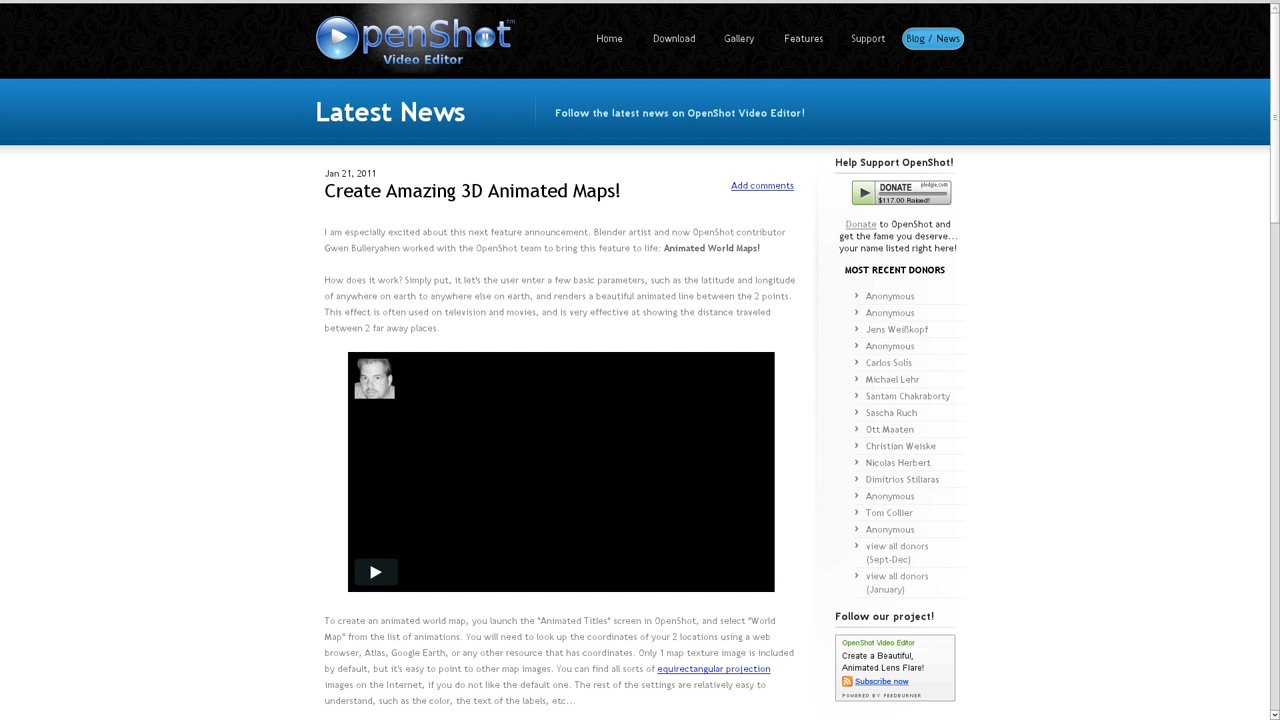 OpenShot™
Video Editor
Home
Download
Gallery
Features
Support
Blog / News
Latest News
Follow the latest news on OpenShot Video Editor!
Jan 21, 2011
Create Amazing 3D Animated Maps!
Add comments
I am especially excited about this next feature announcement. Blender artist and now OpenShot contributor
Gwen Bulleryahen worked with the OpenShot team to bring this feature to life: Animated World Maps!
How does it work? Simply put, it let's the user enter a few basic parameters, such as the latitude and longitude
of anywhere on earth to anywhere else on earth, and renders a beautiful animated line between the 2 points.
This effect is often used on television and movies, and is very effective at showing the distance traveled
between 2 far away places.
To create an animated world map, you launch the "Animated Titles" screen in OpenShot, and select "World
Map" from the list of animations. You will need to look up the coordinates of your 2 locations using a web
browser, Atlas, Google Earth, or any other resource that has coordinates. Only 1 map texture image is included
by default, but it's easy to point to other map images. You can find all sorts of equirectangular projection
images on the Internet, if you do not like the default one. The rest of the settings are relatively easy to
understand, such as the color, the text of the labels, etc...
Help Support OpenShot!
DONATE
pledgie.com
$117.00 Raised!
Donate to OpenShot and
get the fame you deserve...
your name listed right here!
MOST RECENT DONORS
Anonymous
Anonymous
Jens Weißkopf
Anonymous
Carlos Solís
Michael Lehr
Santam Chakraborty
Sascha Ruch
Ott Maaten
Christian Weiske
Nicolas Herbert
Dimitrios Stiliaras
Anonymous
Tom Collier
Anonymous
view all donors
(Sept-Dec)
view all donors
(January)
Follow our project!
OpenShot Video Editor
Create a Beautiful,
Animated Lens Flare!
Subscribe now
POWERED BY FEEDBURNER